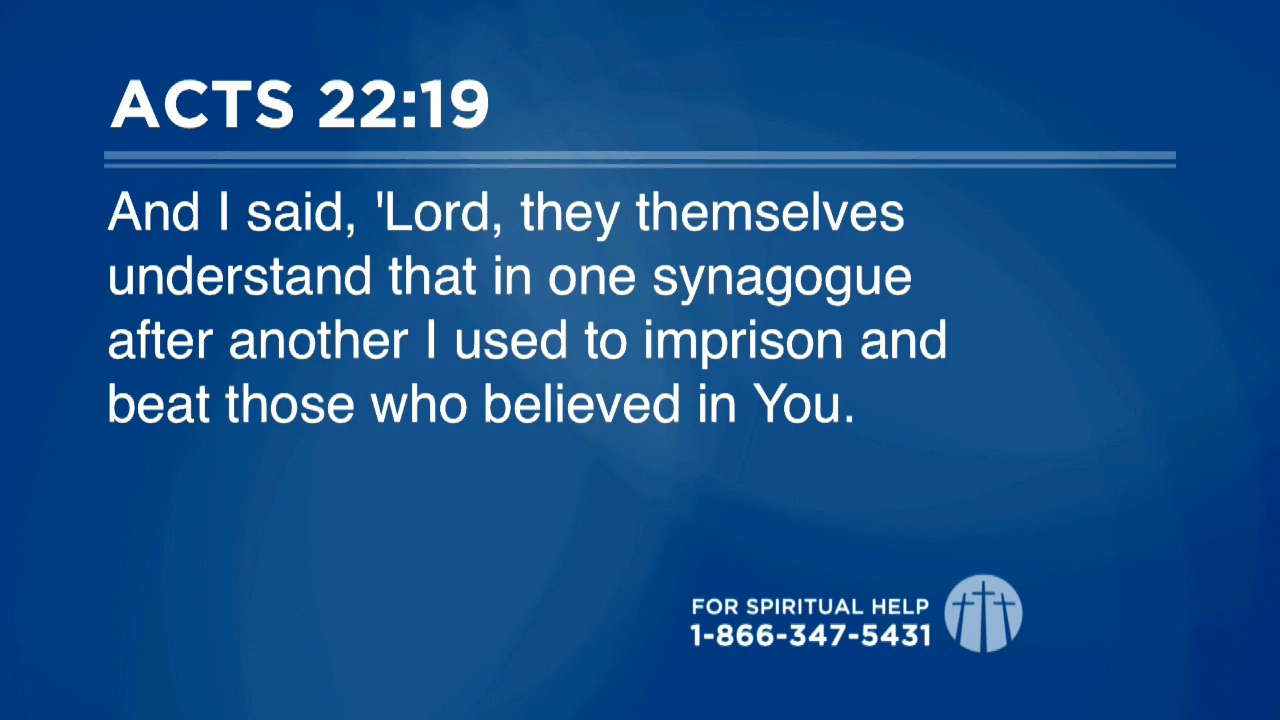 ACTS 22:19
And I said, 'Lord, they themselves
understand that in one synagogue
after another I used to imprison and
beat those who believed in You.
FOR SPIRITUAL HELP
1-866-347-5431